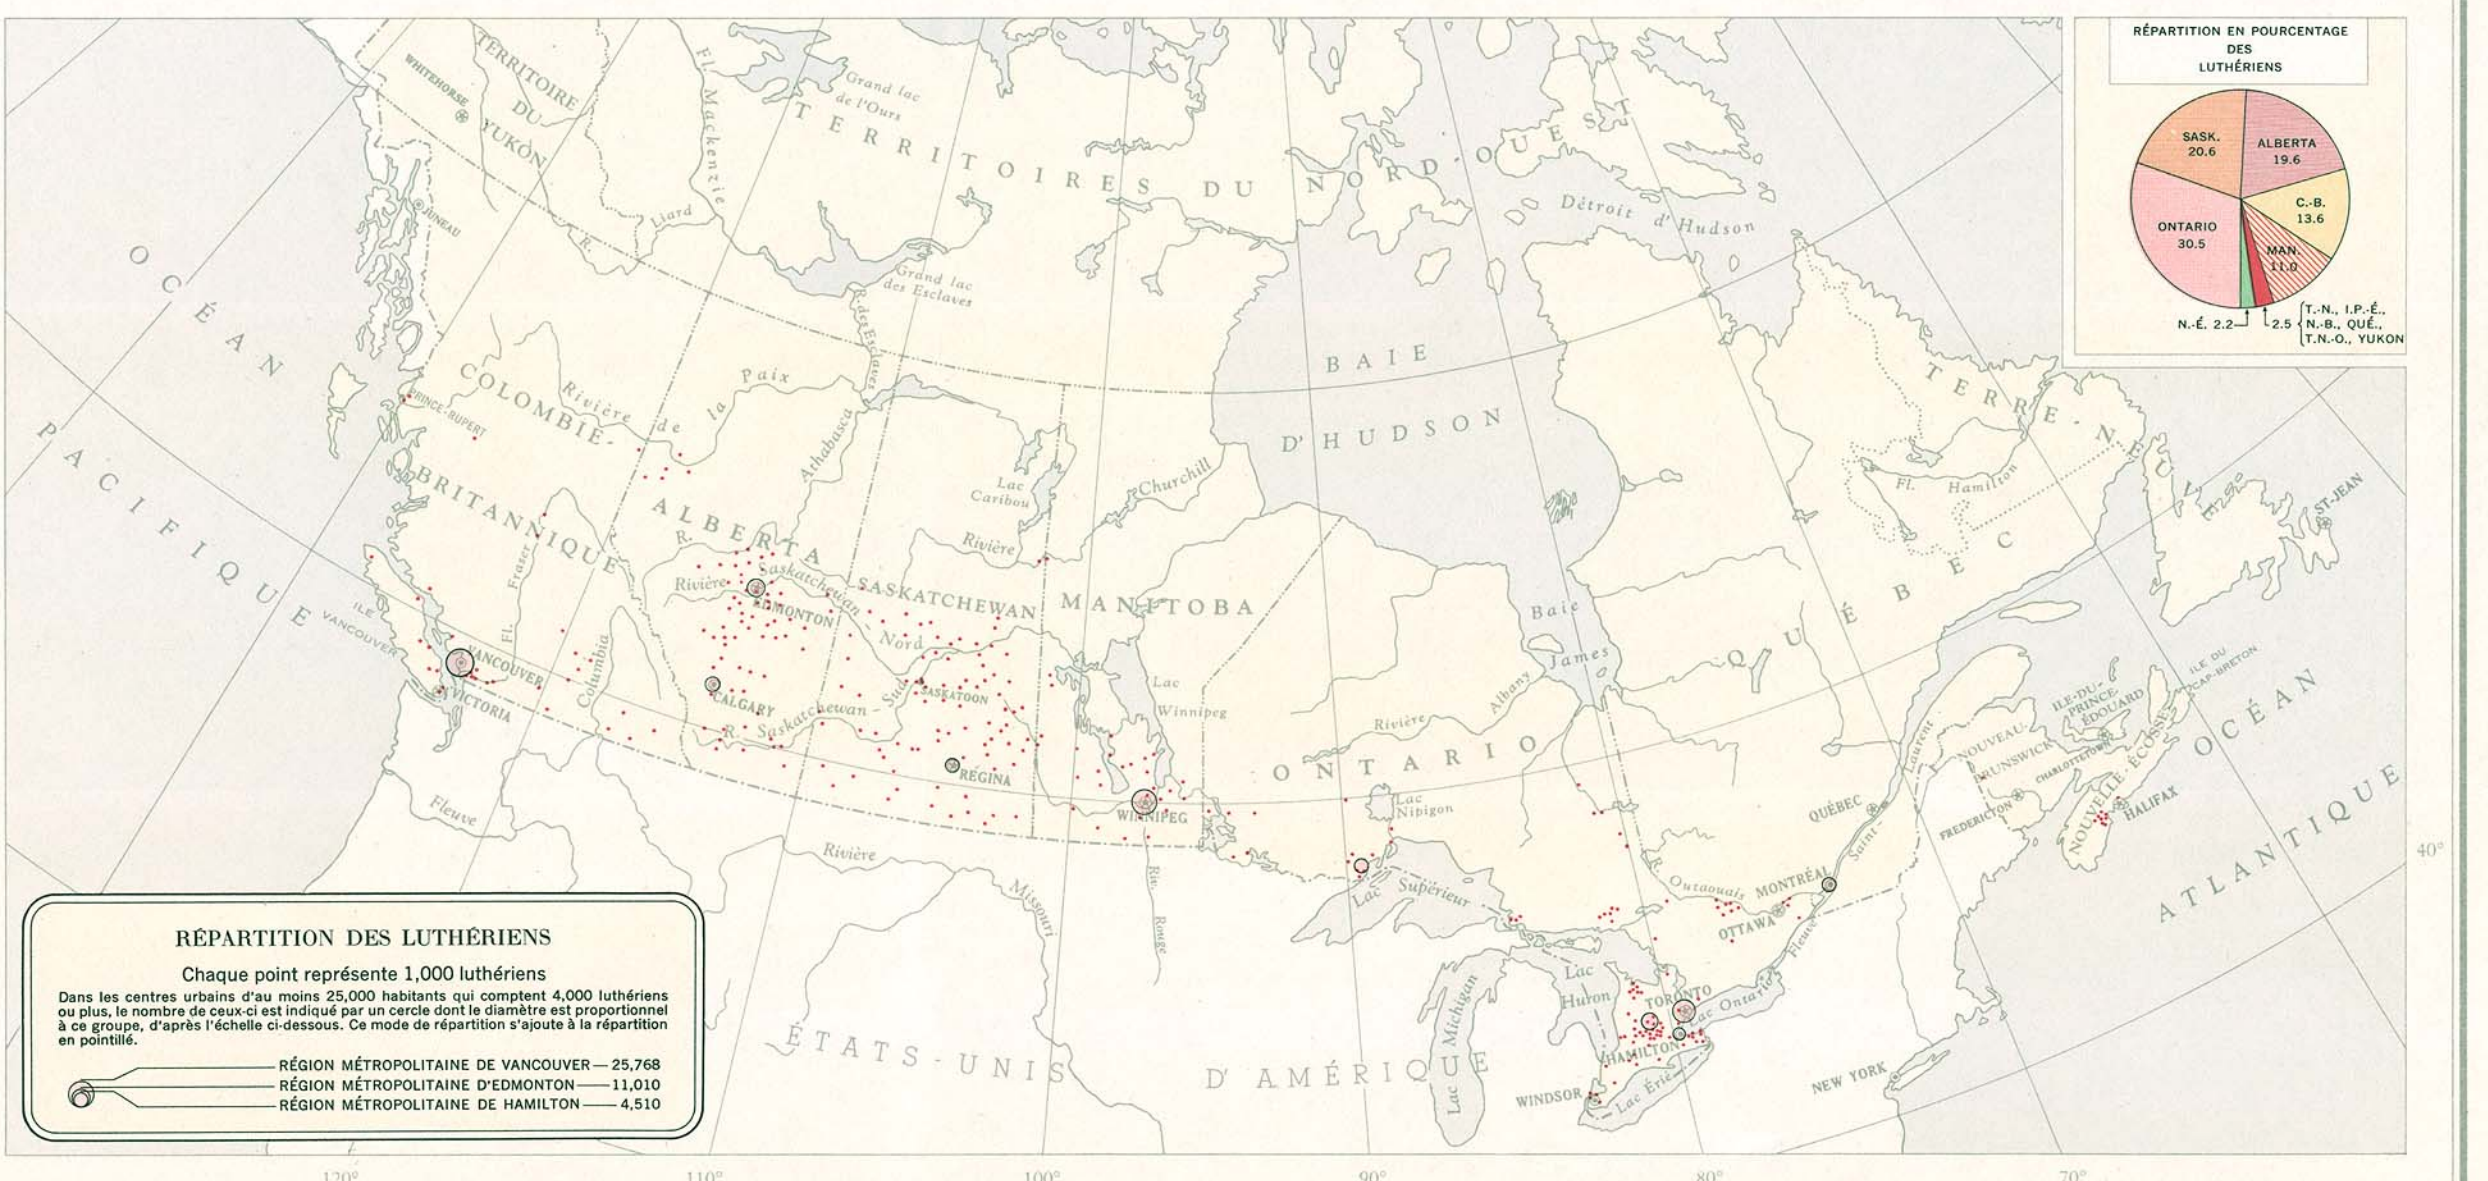 RÉPARTITION EN POURCENTAGE
DES
LUTHÉRIENS
SASK.
20.6
ALBERTA
19.6
C.-B.
13.6
MAN.
11.0
ONTARIO
30.5
N.-É. 2.2
2.5
T.-N., I.P.-É.,
N.-B., QUÉ.,
T.N.-O., YUKON
TERRITOIRE
DU
YUKON
WHITEHORSE
JUNEAU
Fl. Mackenzie
Grand lac
de l'Ours
TERRITOIRES DU NORD-OUEST
R. Liard
Grand lac
des Esclaves
R. des Esclaves
Détroit d'Hudson
OCÉAN
PACIFIQUE
BAIE
D'HUDSON
TERRE-NEUVE
COLOMBIE-
BRITANNIQUE
PRINCE-RUPERT
Rivière de la Paix
Athabasca
Lac
Caribou
Rivière Churchill
Fl. Hamilton
ST-JEAN
ALBERTA
SASKATCHEWAN
MANITOBA
R.
Rivière Saskatchewan - Nord
EDMONTON
Fl. Fraser
Columbia
ILE
VANCOUVER
VANCOUVER
VICTORIA
CALGARY
R. Saskatchewan - Sud
SASKATOON
RÉGINA
Lac
Winnipeg
WINNIPEG
Baie
James
Rivière Albany
ONTARIO
QUÉBEC
Lac
Nipigon
Lac Supérieur
R. Outaouais
MONTRÉAL
OTTAWA
QUÉBEC
Fleuve Saint-Laurent
NOUVEAU-
BRUNSWICK
FREDERICTON
ILE-DU-
PRINCE-
ÉDOUARD
CHARLOTTETOWN
ILE DU
CAP-BRETON
NOUVELLE-ÉCOSSE
HALIFAX
OCÉAN
ATLANTIQUE
Fleuve
Rivière
Missouri
Riv. Rouge
Lac
Huron
Lac Michigan
TORONTO
Lac Ontario
HAMILTON
WINDSOR
Lac Érié
NEW YORK
ÉTATS-UNIS
D'AMÉRIQUE
RÉPARTITION DES LUTHÉRIENS
Chaque point représente 1,000 luthériens
Dans les centres urbains d'au moins 25,000 habitants qui comptent 4,000 luthériens
ou plus, le nombre de ceux-ci est indiqué par un cercle dont le diamètre est proportionnel
à ce groupe, d'après l'échelle ci-dessous. Ce mode de répartition s'ajoute à la répartition
en pointillé.
RÉGION MÉTROPOLITAINE DE VANCOUVER — 25,768
RÉGION MÉTROPOLITAINE D'EDMONTON — 11,010
RÉGION MÉTROPOLITAINE DE HAMILTON — 4,510
40°
120°
110°
100°
90°
80°
70°